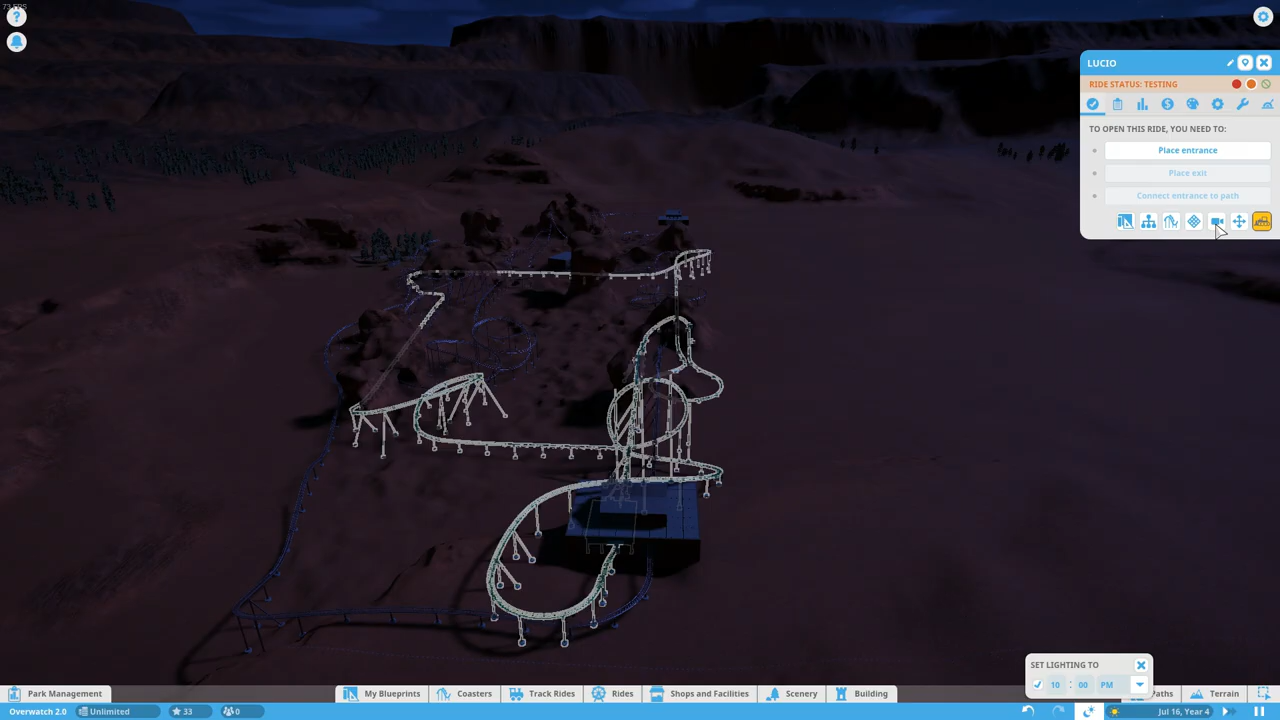 73 FPS
?
LUCIO
RIDE STATUS: TESTING
TO OPEN THIS RIDE, YOU NEED TO:
Place entrance
Place exit
Connect entrance to path
SET LIGHTING TO
10 : 00 PM
Park Management
My Blueprints
Coasters
Track Rides
Rides
Shops and Facilities
Scenery
Building
Paths
Terrain
Overwatch 2.0
Unlimited
33
0
Jul 16, Year 4